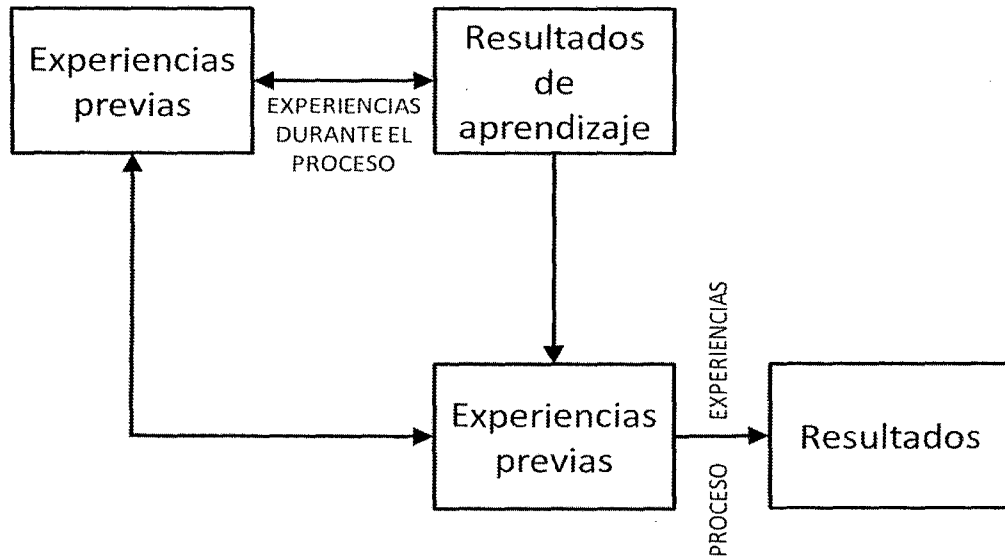 Experiencias
previas
EXPERIENCIAS
DURANTE EL
PROCESO
Resultados
de
aprendizaje
Experiencias
previas
EXPERIENCIAS
PROCESO
Resultados